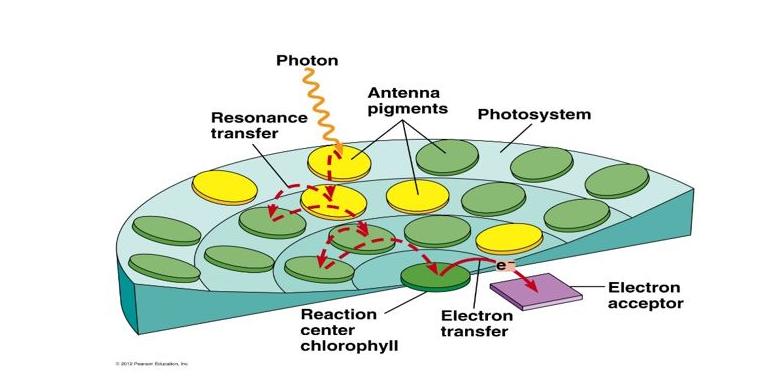 Photon
Antenna
pigments
Photosystem
Resonance
transfer
e–
Electron
acceptor
Reaction
center
chlorophyll
Electron
transfer
© 2012 Pearson Education, Inc.